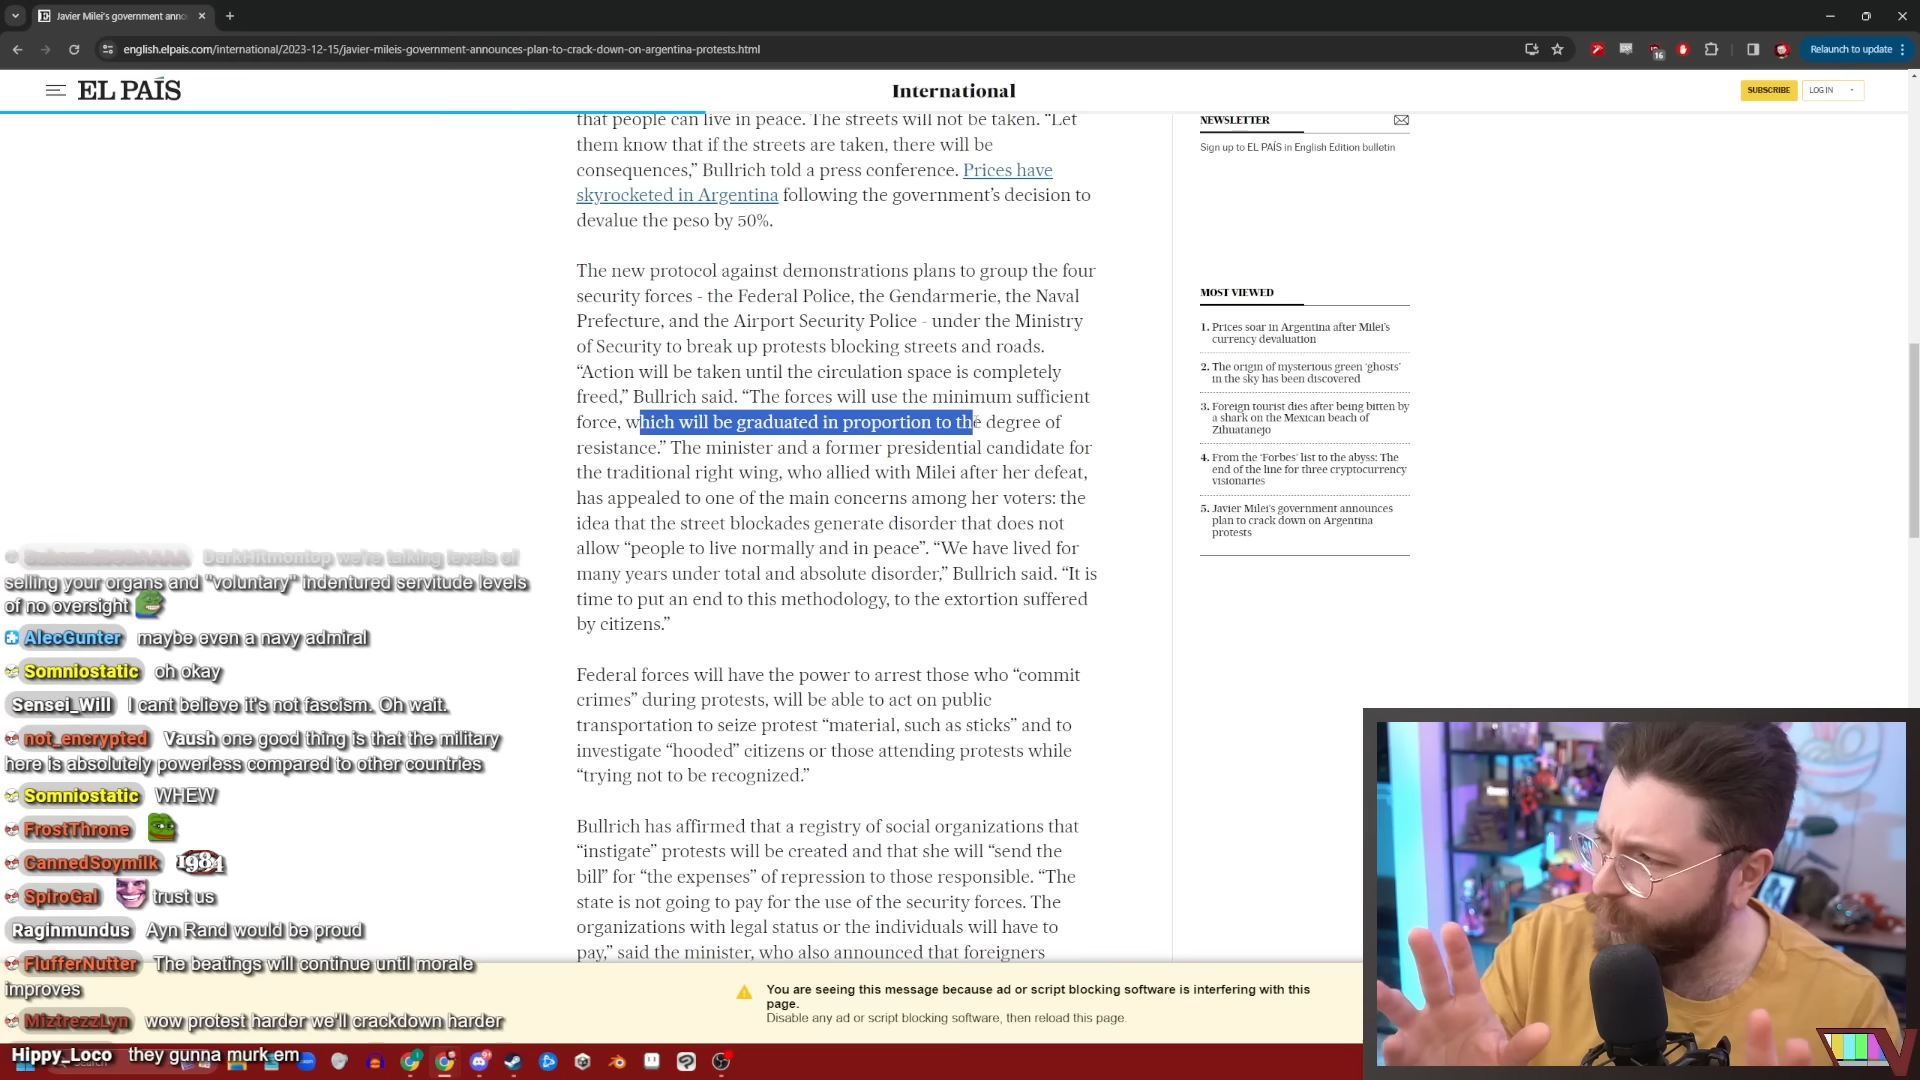 Javier Milei's government anno
english.elpais.com/international/2023-12-15/javier-mileis-government-announces-plan-to-crack-down-on-argentina-protests.html
16
Relaunch to update
EL PAÍS
International
SUBSCRIBE
LOG IN
that people can live in peace. The streets will not be taken. “Let
them know that if the streets are taken, there will be
consequences,” Bullrich told a press conference. Prices have
skyrocketed in Argentina following the government’s decision to
devalue the peso by 50%.
The new protocol against demonstrations plans to group the four
security forces - the Federal Police, the Gendarmerie, the Naval
Prefecture, and the Airport Security Police - under the Ministry
of Security to break up protests blocking streets and roads.
“Action will be taken until the circulation space is completely
freed,” Bullrich said. “The forces will use the minimum sufficient
force, which will be graduated in proportion to the degree of
resistance.” The minister and a former presidential candidate for
the traditional right wing, who allied with Milei after her defeat,
has appealed to one of the main concerns among her voters: the
idea that the street blockades generate disorder that does not
allow “people to live normally and in peace”. “We have lived for
many years under total and absolute disorder,” Bullrich said. “It is
time to put an end to this methodology, to the extortion suffered
by citizens.”
Federal forces will have the power to arrest those who “commit
crimes” during protests, will be able to act on public
transportation to seize protest “material, such as sticks” and to
investigate “hooded” citizens or those attending protests while
“trying not to be recognized.”
Bullrich has affirmed that a registry of social organizations that
“instigate” protests will be created and that she will “send the
bill” for “the expenses” of repression to those responsible. “The
state is not going to pay for the use of the security forces. The
organizations with legal status or the individuals will have to
pay,” said the minister, who also announced that foreigners
NEWSLETTER
Sign up to EL PAÍS in English Edition bulletin
MOST VIEWED
1. Prices soar in Argentina after Milei’s
currency devaluation
2. The origin of mysterious green ‘ghosts’
in the sky has been discovered
3. Foreign tourist dies after being bitten by
a shark on the Mexican beach of
Zihuatanejo
4. From the ‘Forbes’ list to the abyss: The
end of the line for three cryptocurrency
visionaries
5. Javier Milei’s government announces
plan to crack down on Argentina
protests
DarkHitmontop we're talking levels of
selling your organs and "voluntary" indentured servitude levels
of no oversight
AlecGunter maybe even a navy admiral
Somniostatic oh okay
Sensei_Will I cant believe it's not fascism. Oh wait.
not_encrypted Vaush one good thing is that the military
here is absolutely powerless compared to other countries
Somniostatic WHEW
FrostThrone
CannedSoymilk 1984
SpiroGal trust us
Raginmundus Ayn Rand would be proud
FlufferNutter The beatings will continue until morale
improves
MiztrezzLyn wow protest harder we'll crackdown harder
Hippy_Loco they gunna murk em
You are seeing this message because ad or script blocking software is interfering with this
page.
Disable any ad or script blocking software, then reload this page.